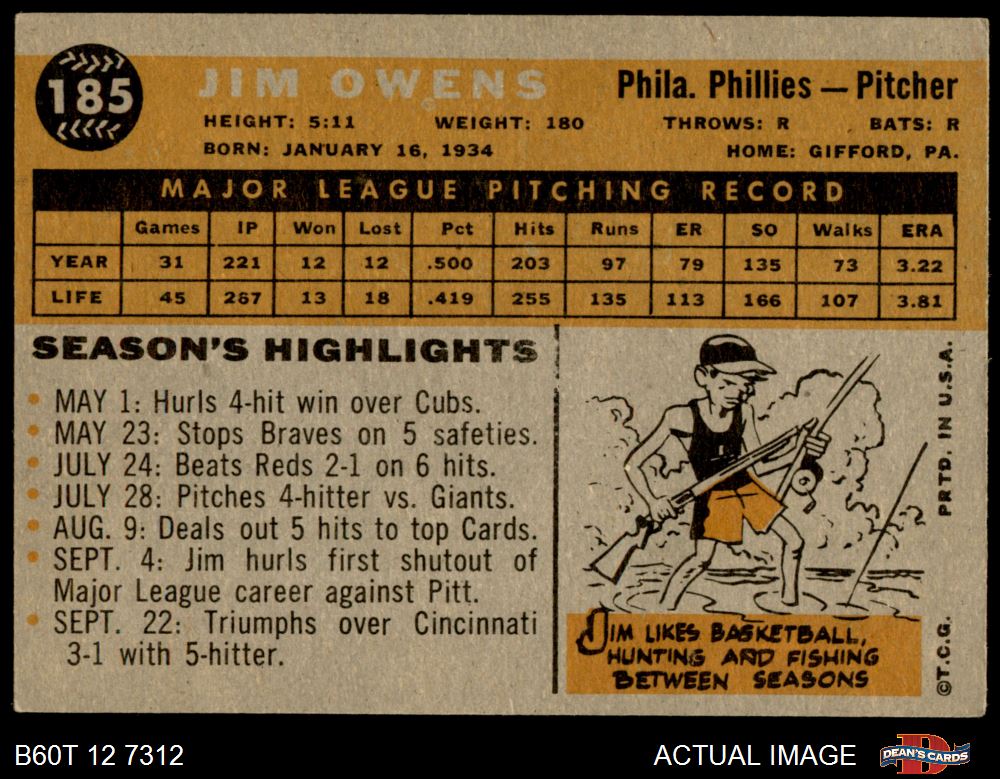 185
JIM OWENS
Phila. Phillies — Pitcher
HEIGHT: 5:11 WEIGHT: 180 THROWS: R BATS: R
BORN: JANUARY 16, 1934 HOME: GIFFORD, PA.
MAJOR LEAGUE PITCHING RECORD
Games IP Won Lost Pct Hits Runs ER SO Walks ERA
YEAR 31 221 12 12 .500 203 97 79 135 73 3.22
LIFE 45 267 13 18 .419 255 135 113 166 107 3.81
SEASON'S HIGHLIGHTS
• MAY 1: Hurls 4-hit win over Cubs.
• MAY 23: Stops Braves on 5 safeties.
• JULY 24: Beats Reds 2-1 on 6 hits.
• JULY 28: Pitches 4-hitter vs. Giants.
• AUG. 9: Deals out 5 hits to top Cards.
• SEPT. 4: Jim hurls first shutout of
Major League career against Pitt.
• SEPT. 22: Triumphs over Cincinnati
3-1 with 5-hitter.
JIM LIKES BASKETBALL,
HUNTING AND FISHING
BETWEEN SEASONS
PRTD. IN U.S.A.
©T.C.G.
B60T 12 7312
ACTUAL IMAGE
DEAN'S CARDS